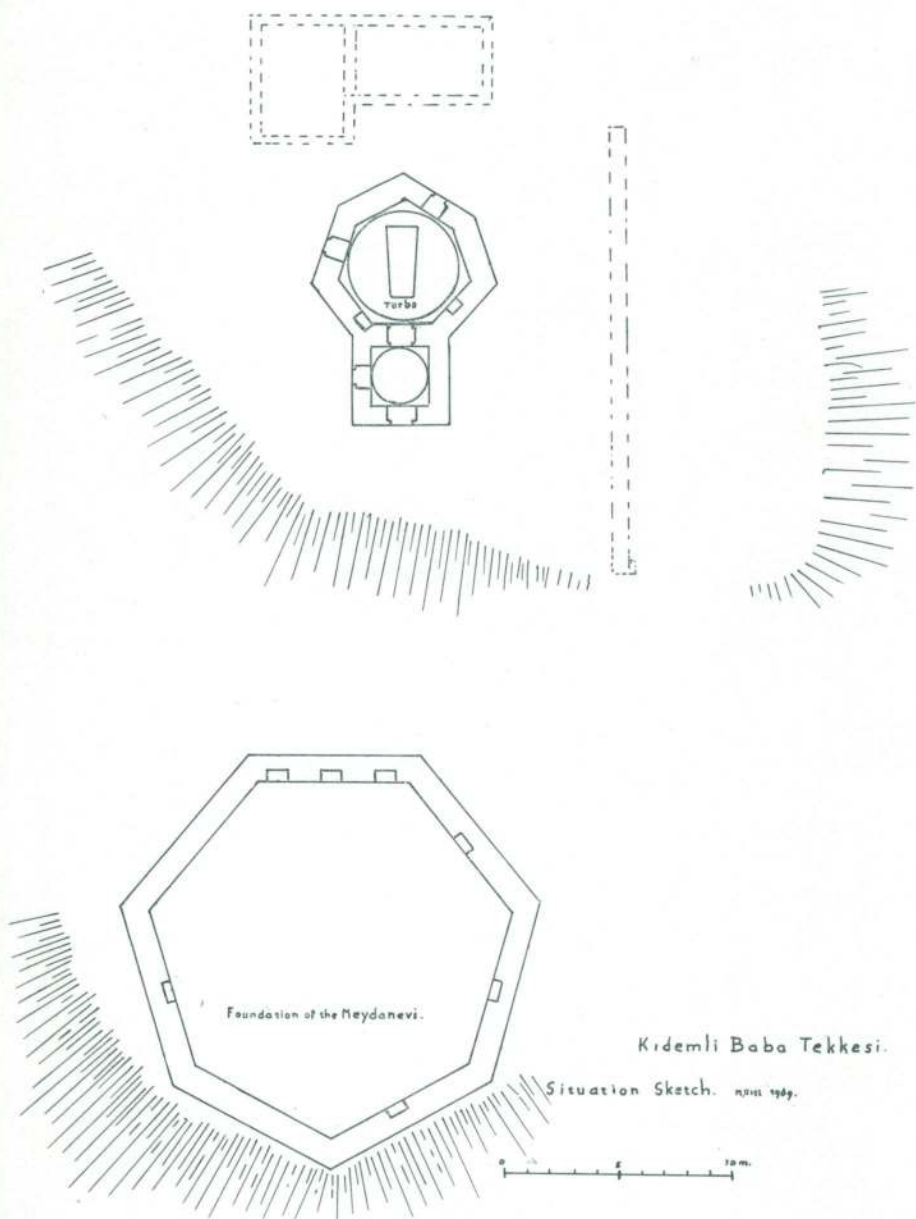 Turbe
Foundation of the Meydanevi.
Kıdemli Baba Tekkesi.
Situation Sketch.
0 5 10 m.